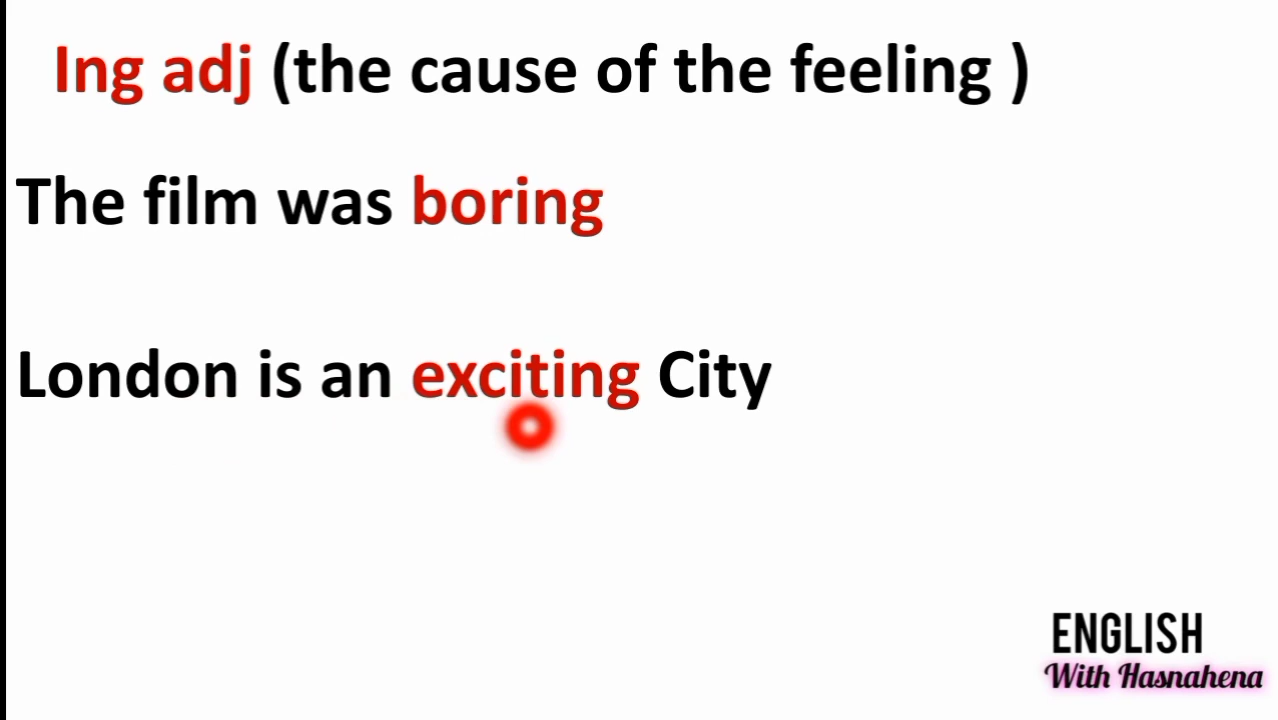 Ing adj (the cause of the feeling )
The film was boring
London is an exciting City
ENGLISH
With Hasnahena